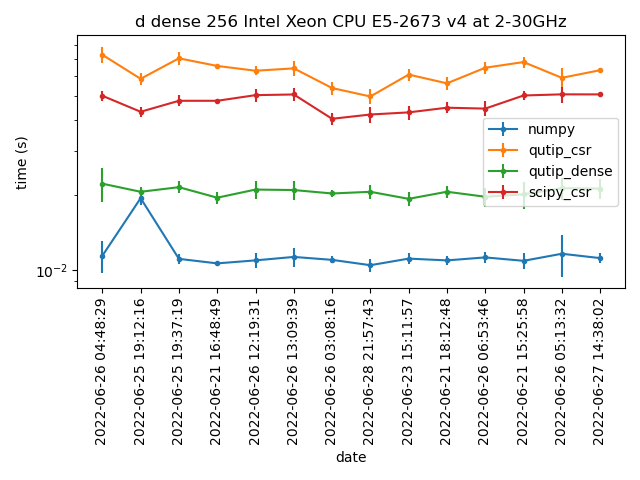 d dense 256 Intel Xeon CPU E5-2673 v4 at 2-30GHz
time (s)
10⁻²
numpy
qutip_csr
qutip_dense
scipy_csr
2022-06-26 04:48:29
2022-06-25 19:12:16
2022-06-25 19:37:19
2022-06-21 16:48:49
2022-06-26 12:19:31
2022-06-26 13:09:39
2022-06-26 03:08:16
2022-06-28 21:57:43
2022-06-23 15:11:57
2022-06-21 18:12:48
2022-06-26 06:53:46
2022-06-21 15:25:58
2022-06-26 05:13:32
2022-06-27 14:38:02
date